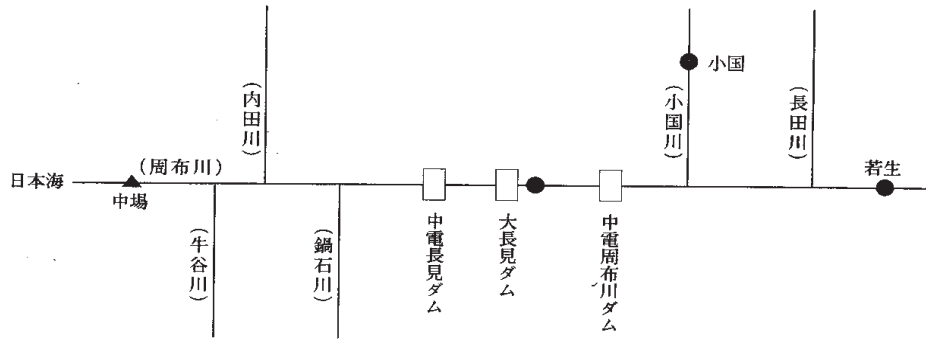 日本海
中場
(周布川)
(牛谷川)
(内田川)
(鍋石川)
中電長見ダム
大長見ダム
中電周布川ダム
(小国川)
小国
(長田川)
若生